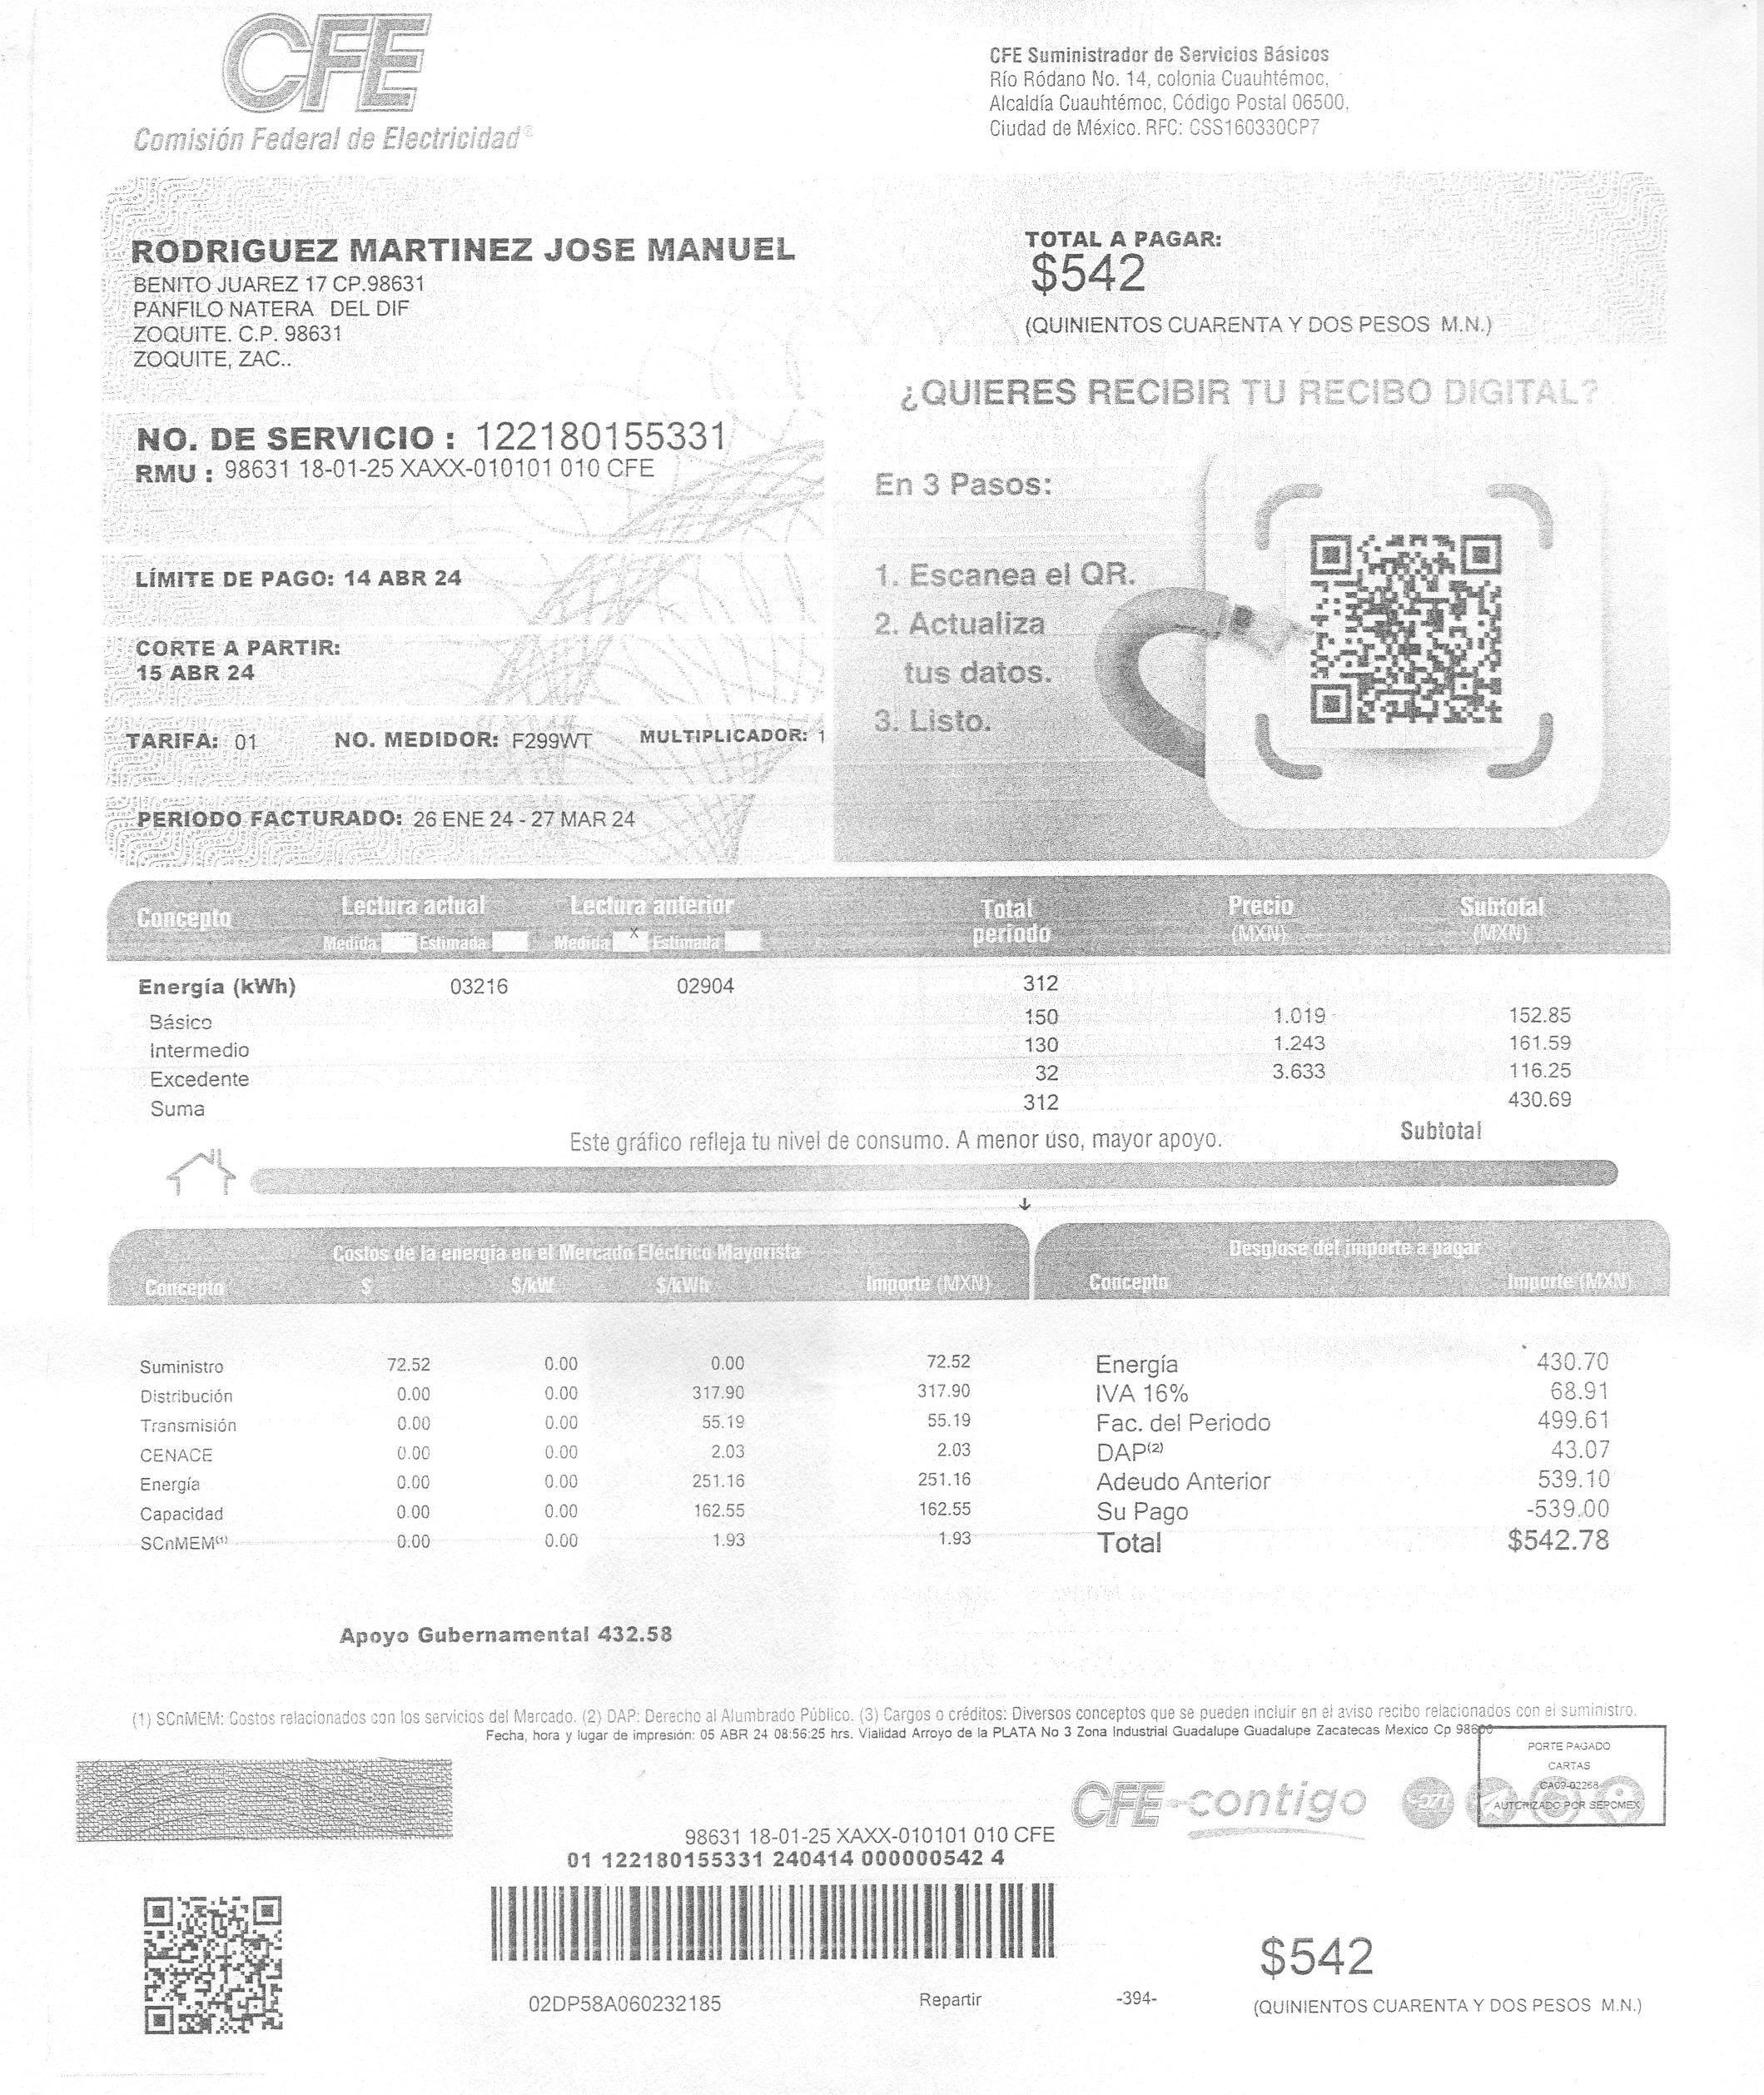 CFE
Comisión Federal de Electricidad®
CFE Suministrador de Servicios Básicos
Río Ródano No. 14, colonia Cuauhtémoc,
Alcaldía Cuauhtémoc, Código Postal 06500,
Ciudad de México. RFC: CSS160330CP7
RODRIGUEZ MARTINEZ JOSE MANUEL
BENITO JUAREZ 17 CP.98631
PANFILO NATERA DEL DIF
ZOQUITE. C.P. 98631
ZOQUITE, ZAC..
TOTAL A PAGAR:
$542
(QUINIENTOS CUARENTA Y DOS PESOS M.N.)
NO. DE SERVICIO : 122180155331
RMU : 98631 18-01-25 XAXX-010101 010 CFE
LÍMITE DE PAGO: 14 ABR 24
CORTE A PARTIR:
15 ABR 24
TARIFA: 01 NO. MEDIDOR: F299WT MULTIPLICADOR: 1
PERIODO FACTURADO: 26 ENE 24 - 27 MAR 24
¿QUIERES RECIBIR TU RECIBO DIGITAL?
En 3 Pasos:
1. Escanea el QR.
2. Actualiza
tus datos.
3. Listo.
Concepto Lectura actual Lectura anterior Total periodo Precio (MXN) Subtotal (MXN)
Medida Estimada Medida X Estimada
Energía (kWh) 03216 02904 312
Básico 150 1.019 152.85
Intermedio 130 1.243 161.59
Excedente 32 3.633 116.25
Suma 312 430.69
Este gráfico refleja tu nivel de consumo. A menor uso, mayor apoyo. Subtotal
Costos de la energía en el Mercado Eléctrico Mayorista
Concepto $ $/kW $/kWh Importe (MXN)
Suministro 72.52 0.00 0.00 72.52
Distribución 0.00 0.00 317.90 317.90
Transmisión 0.00 0.00 55.19 55.19
CENACE 0.00 0.00 2.03 2.03
Energía 0.00 0.00 251.16 251.16
Capacidad 0.00 0.00 162.55 162.55
SCnMEM(1) 0.00 0.00 1.93 1.93
Desglose del importe a pagar
Concepto Importe (MXN)
Energía 430.70
IVA 16% 68.91
Fac. del Periodo 499.61
DAP(2) 43.07
Adeudo Anterior 539.10
Su Pago -539.00
Total $542.78
Apoyo Gubernamental 432.58
(1) SCnMEM: Costos relacionados con los servicios del Mercado. (2) DAP: Derecho al Alumbrado Público. (3) Cargos o créditos: Diversos conceptos que se pueden incluir en el aviso recibo relacionados con el suministro.
Fecha, hora y lugar de impresión: 05 ABR 24 08:56:25 hrs. Vialidad Arroyo de la PLATA No 3 Zona Industrial Guadalupe Guadalupe Zacatecas Mexico Cp 98600
PORTE PAGADO
CARTAS
CA09-02268
AUTORIZADO POR SEPOMEX
CFE contigo
071
98631 18-01-25 XAXX-010101 010 CFE
01 122180155331 240414 000000542 4
02DP58A060232185 Repartir -394-
$542
(QUINIENTOS CUARENTA Y DOS PESOS M.N.)